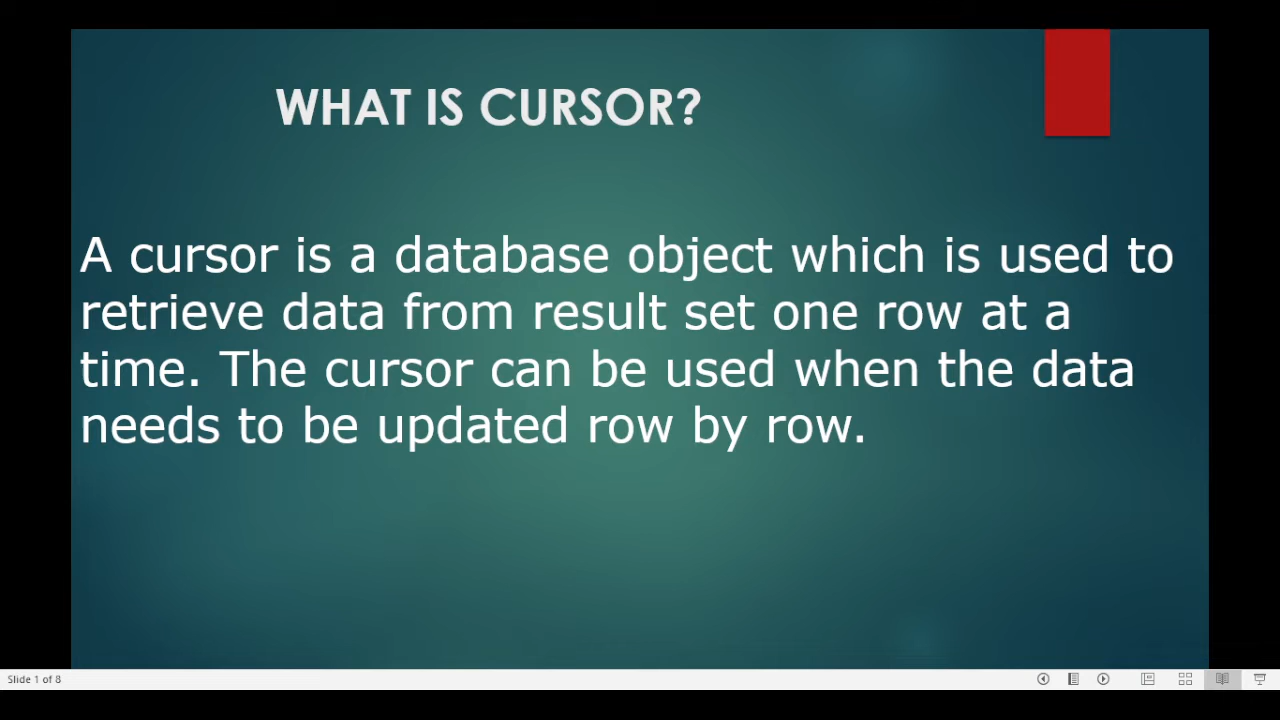 WHAT IS CURSOR?
A cursor is a database object which is used to
retrieve data from result set one row at a
time. The cursor can be used when the data
needs to be updated row by row.
Slide 1 of 8